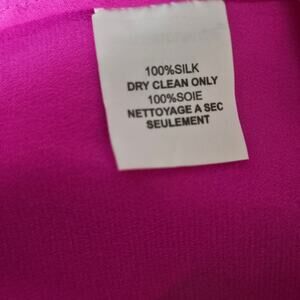 100%SILK
DRY CLEAN ONLY
100%SOIE
NETTOYAGE A SEC
SEULEMENT